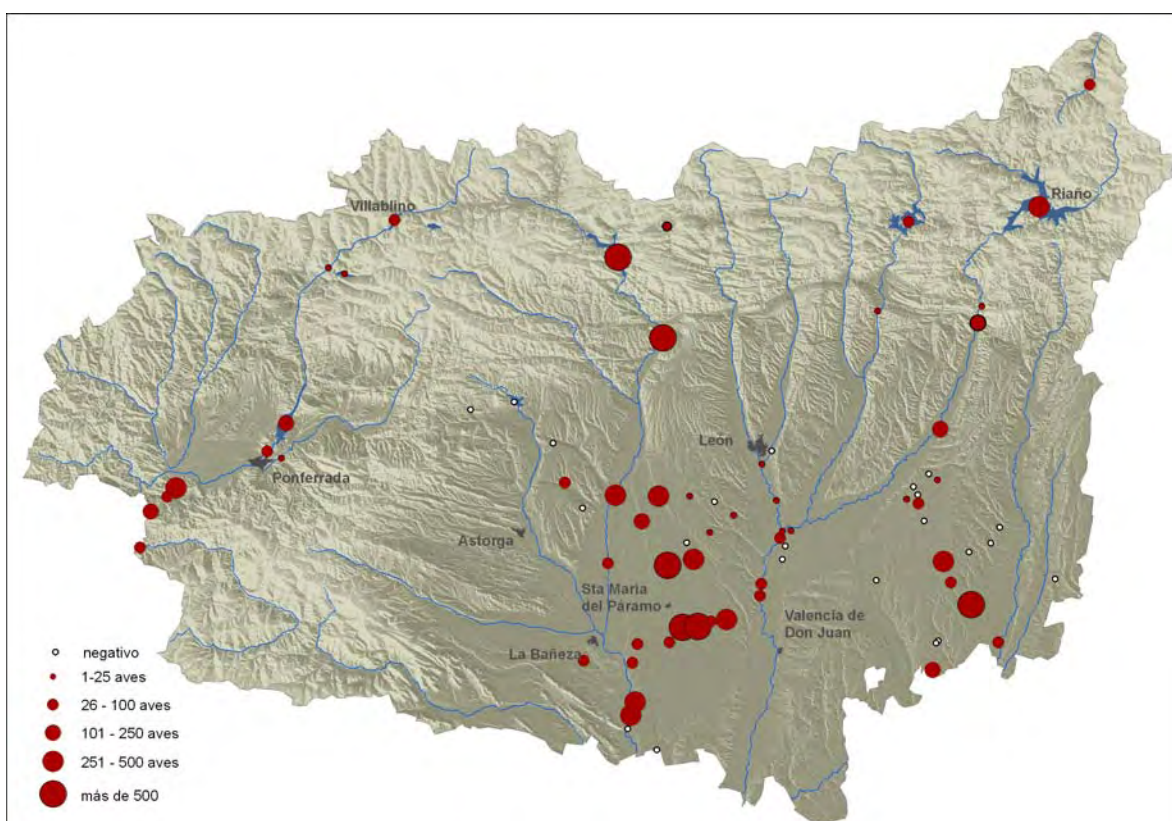 Riaño
Villablino
León
Ponferrada
Astorga
Sta Maria
del Páramo
Valencia de
Don Juan
La Bañeza
negativo
1-25 aves
26 - 100 aves
101 - 250 aves
251 - 500 aves
más de 500